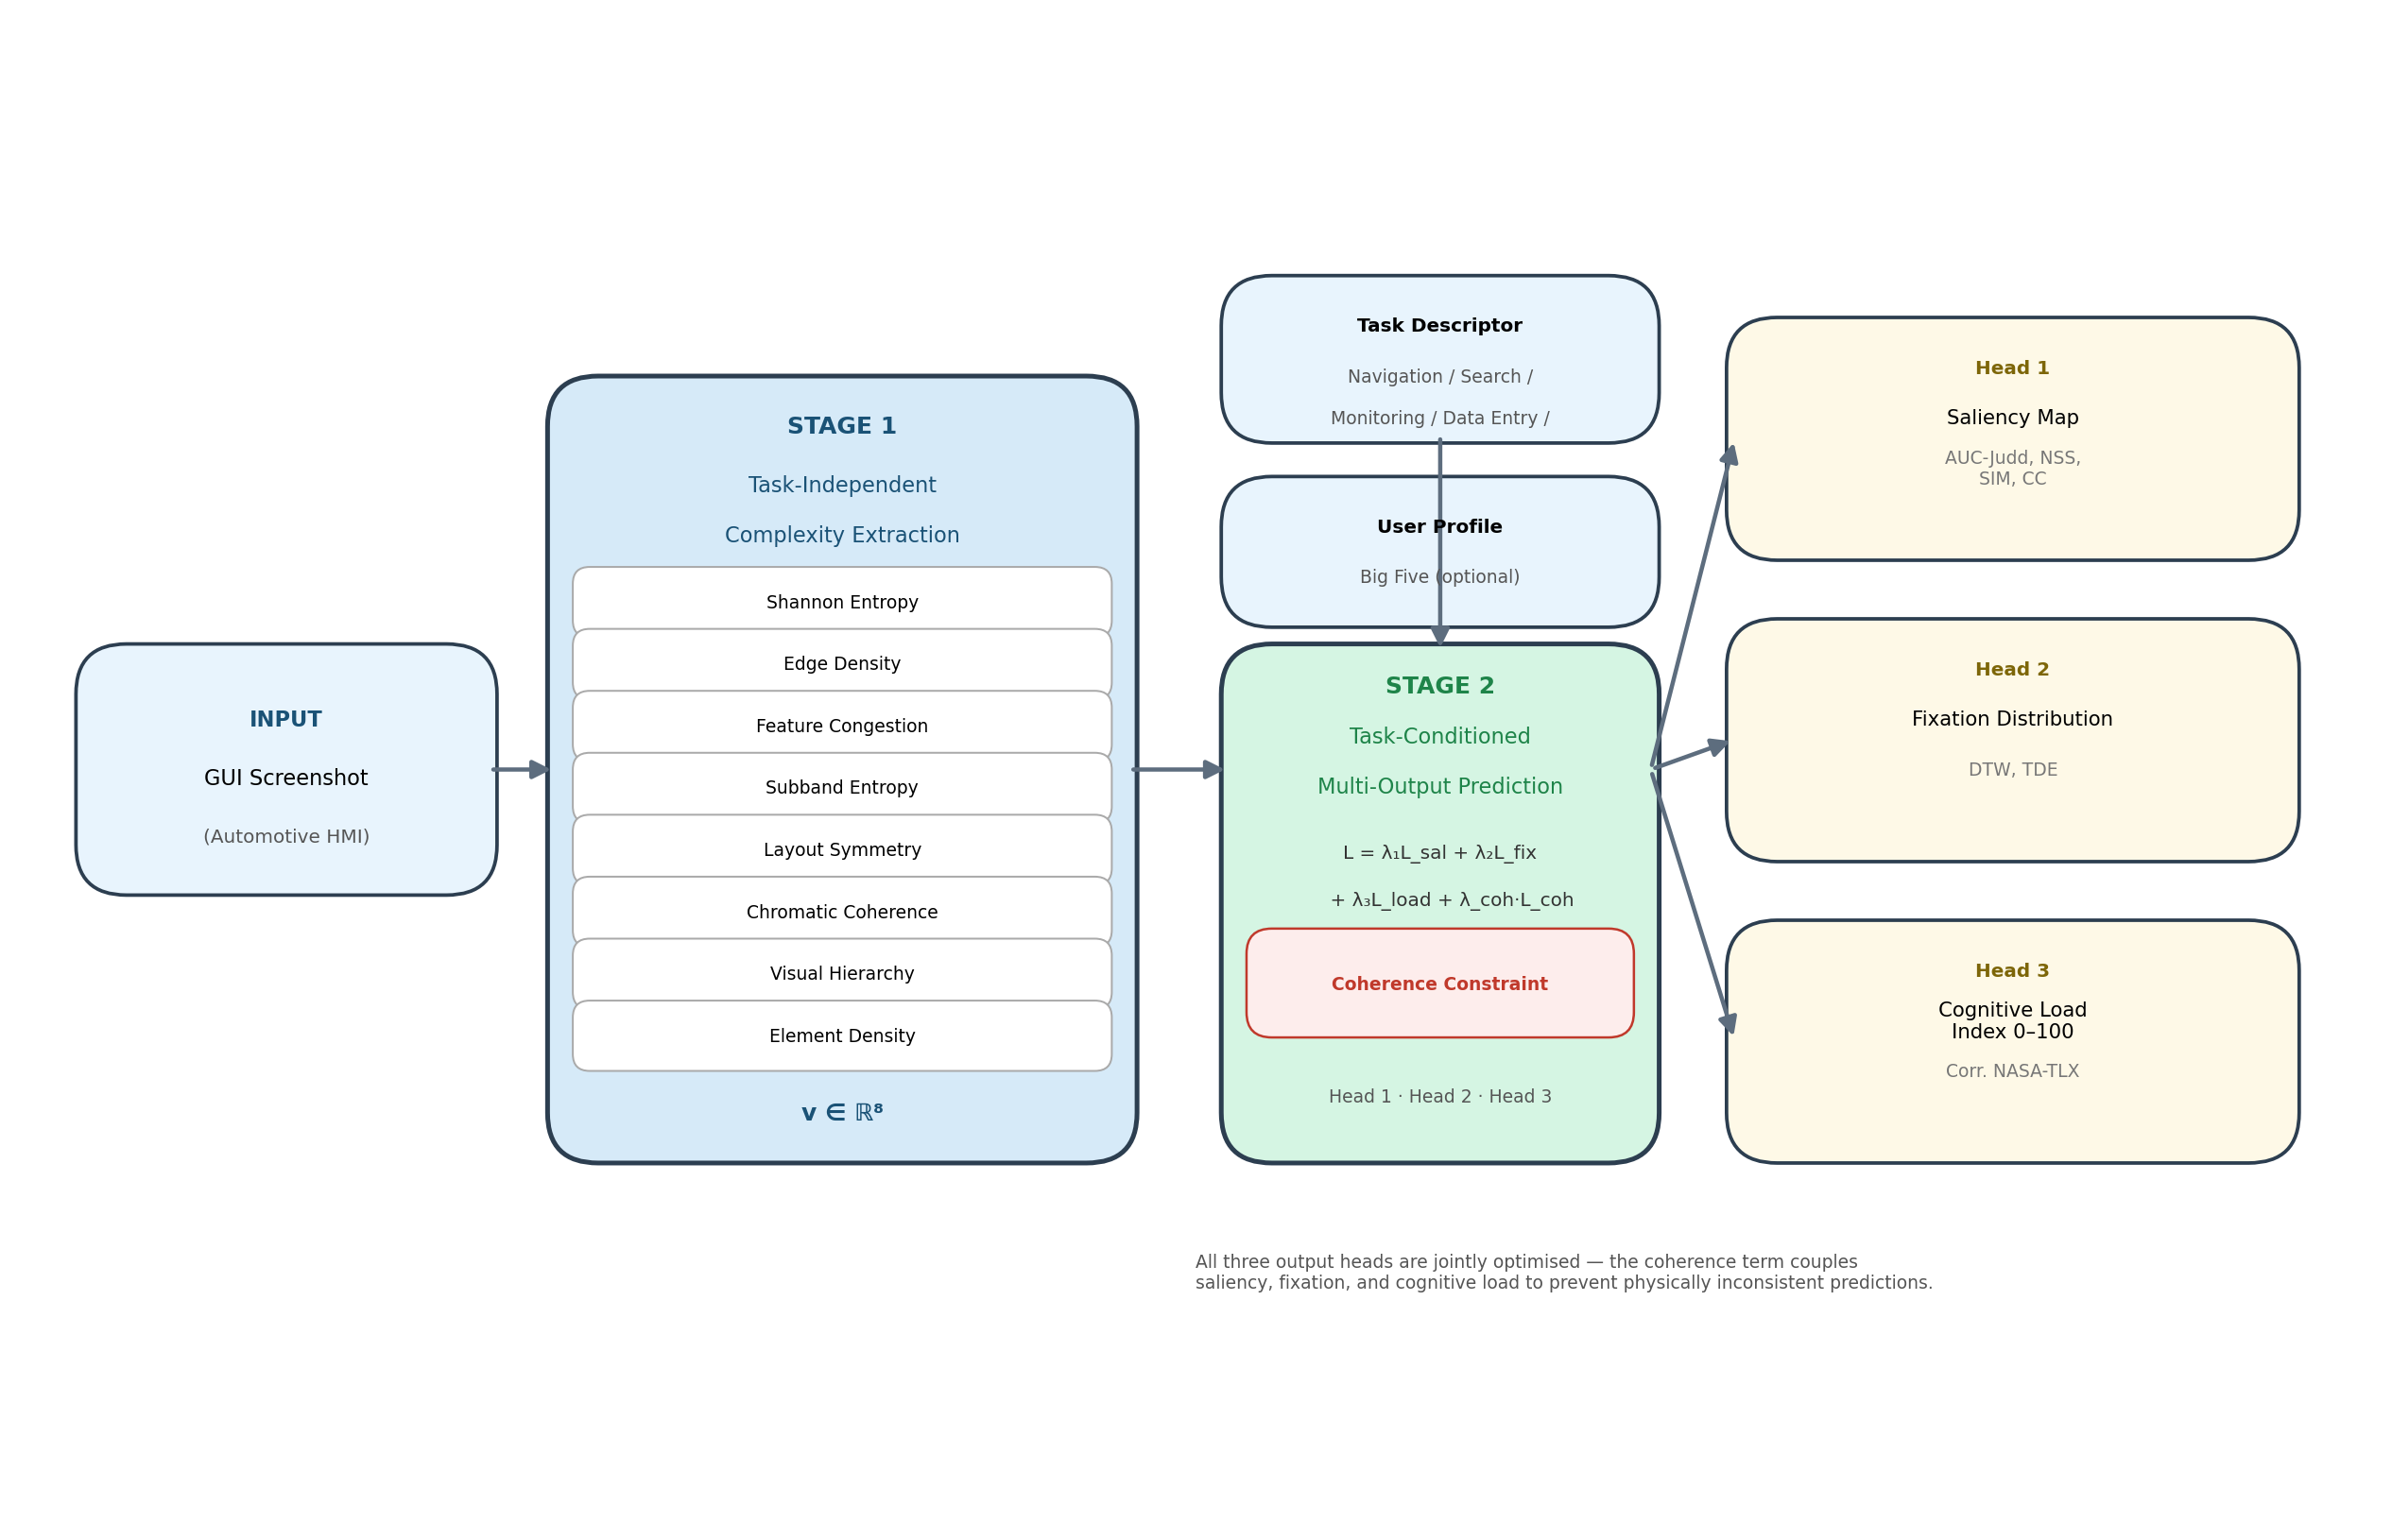 INPUT
GUI Screenshot
(Automotive HMI)
STAGE 1
Task-Independent
Complexity Extraction
Shannon Entropy
Edge Density
Feature Congestion
Subband Entropy
Layout Symmetry
Chromatic Coherence
Visual Hierarchy
Element Density
v ∈ ℝ⁸
Task Descriptor
Navigation / Search /
Monitoring / Data Entry /
User Profile
Big Five (optional)
STAGE 2
Task-Conditioned
Multi-Output Prediction
L = λ₁L_sal + λ₂L_fix
+ λ₃L_load + λ_coh·L_coh
Coherence Constraint
Head 1 · Head 2 · Head 3
Head 1
Saliency Map
AUC-Judd, NSS,
SIM, CC
Head 2
Fixation Distribution
DTW, TDE
Head 3
Cognitive Load
Index 0–100
Corr. NASA-TLX
All three output heads are jointly optimised — the coherence term couples
saliency, fixation, and cognitive load to prevent physically inconsistent predictions.